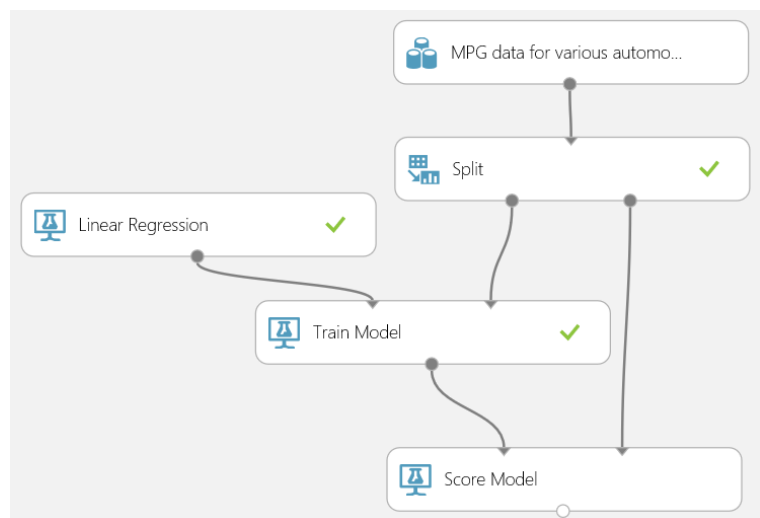 MPG data for various automo...
Split
Linear Regression
Train Model
Score Model